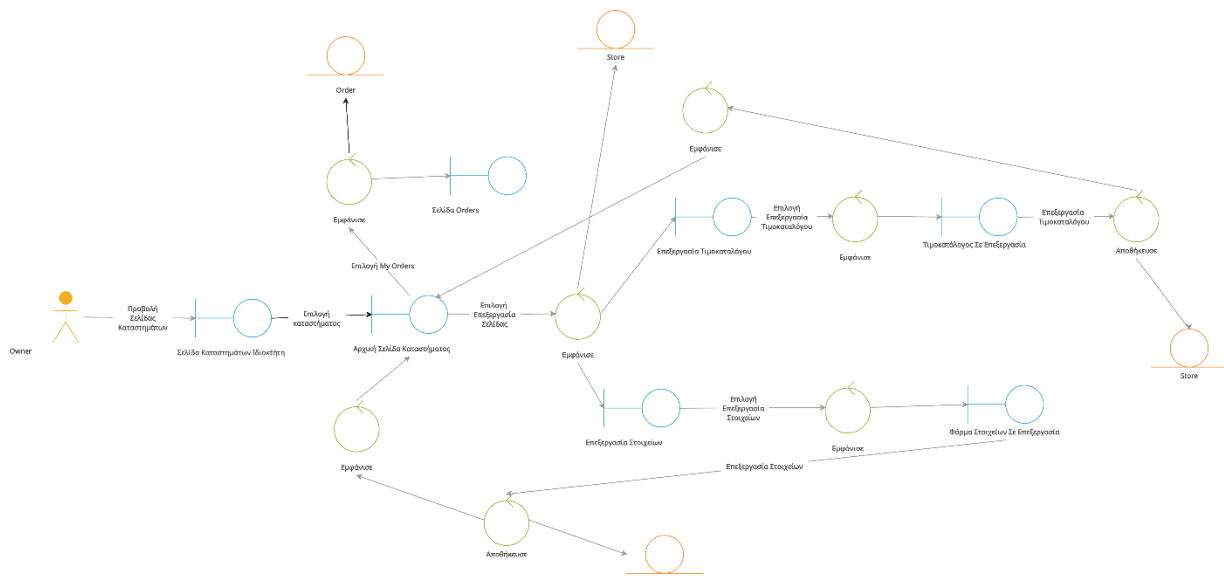 Store
Order
Εμφάνισε
Εμφάνισε
Σελίδα Orders
Επιλογή
Επεξεργασία
Τιμοκαταλόγου
Επεξεργασία
Τιμοκαταλόγου
Επεξεργασία Τιμοκαταλόγου
Εμφάνισε
Τιμοκατάλογος Σε Επεξεργασία
Αποθήκευσε
Επιλογή My Orders
Προβολή
Σελίδας
Καταστημάτων
Επιλογή
καταστήματος
Επιλογή
Επεξεργασία
Σελίδας
Owner
Σελίδα Καταστημάτων Ιδιοκτήτη
Αρχική Σελίδα Καταστήματος
Εμφάνισε
Store
Επιλογή
Επεξεργασία
Στοιχείων
Επεξεργασία Στοιχείων
Εμφάνισε
Φόρμα Στοιχείων Σε Επεξεργασία
Εμφάνισε
Επεξεργασία Στοιχείων
Αποθήκευσε